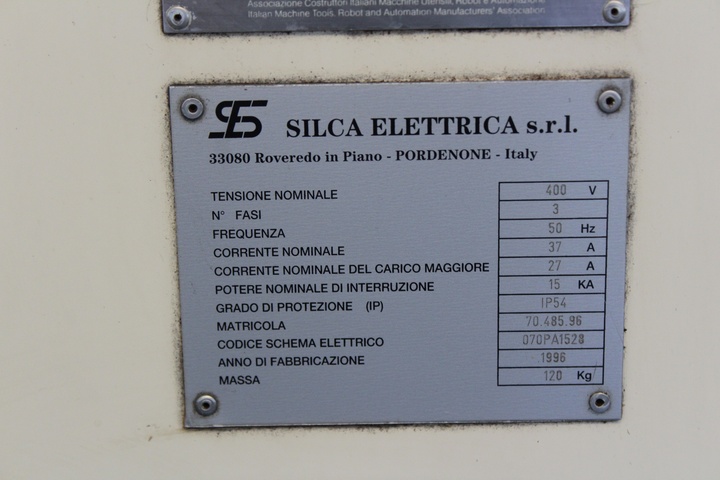 Associazione Costruttori Italiani Macchine Utensili, Robot e Automazione
Italian Machine Tools, Robot and Automation Manufacturers' Association
SES SILCA ELETTRICA s.r.l.
33080 Roveredo in Piano - PORDENONE - Italy
TENSIONE NOMINALE 400 V
N° FASI 3
FREQUENZA 50 Hz
CORRENTE NOMINALE 37 A
CORRENTE NOMINALE DEL CARICO MAGGIORE 27 A
POTERE NOMINALE DI INTERRUZIONE 15 KA
GRADO DI PROTEZIONE (IP) IP54
MATRICOLA 70.485.96
CODICE SCHEMA ELETTRICO 070PA1528
ANNO DI FABBRICAZIONE 1996
MASSA 120 Kg